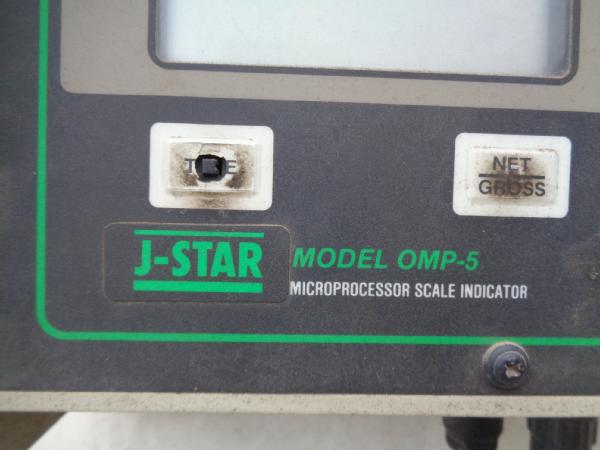 NET
GROSS
J-STAR
MODEL OMP-5
MICROPROCESSOR SCALE INDICATOR